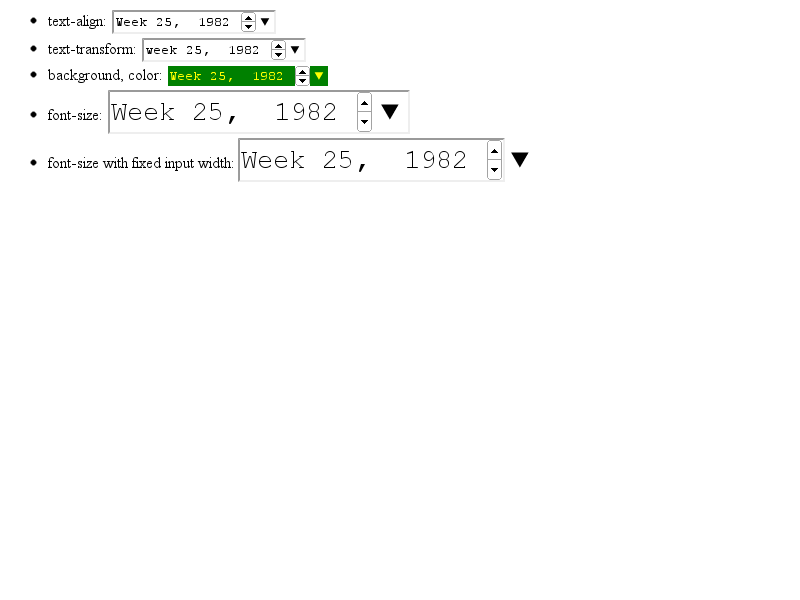 text-align: Week 25, 1982
text-transform: week 25, 1982
background, color: Week 25, 1982
font-size: Week 25, 1982
font-size with fixed input width: Week 25, 1982